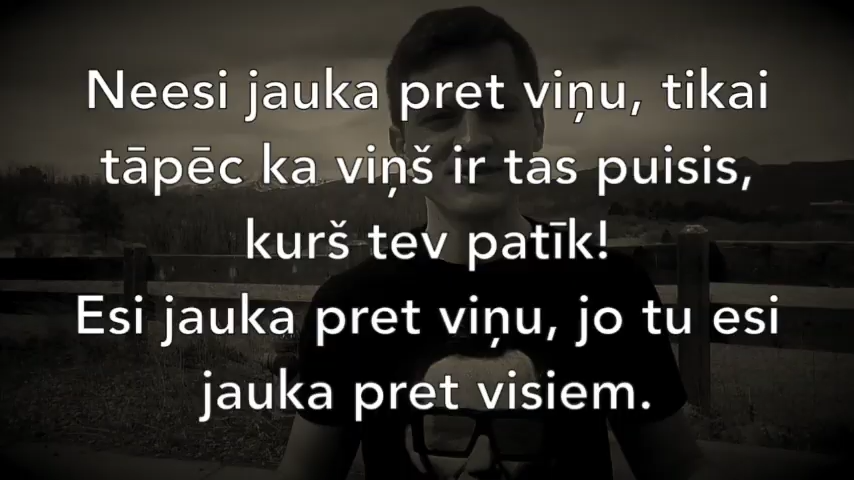 Neesi jauka pret viņu, tikai
tāpēc ka viņš ir tas puisis,
kurš tev patīk!
Esi jauka pret viņu, jo tu esi
jauka pret visiem.